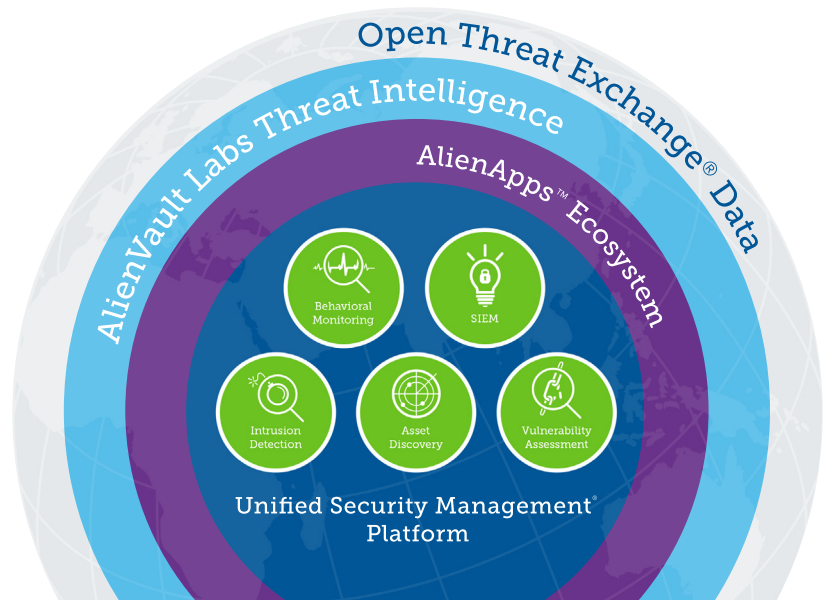 Open Threat Exchange® Data
AlienVault Labs Threat Intelligence
AlienApps™ Ecosystem
Behavioral
Monitoring
SIEM
Intrusion
Detection
Asset
Discovery
Vulnerability
Assessment
Unified Security Management®
Platform